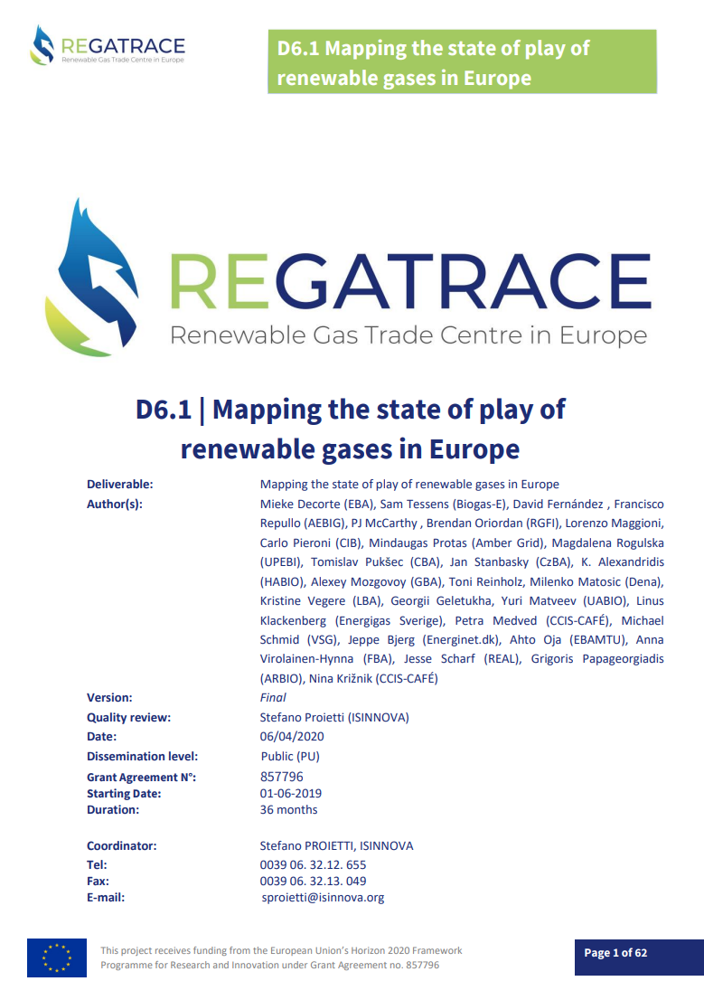 REGATRACE
Renewable Gas Trade Centre in Europe
D6.1 Mapping the state of play of
renewable gases in Europe
REGATRACE
Renewable Gas Trade Centre in Europe
D6.1 | Mapping the state of play of
renewable gases in Europe
Deliverable: Mapping the state of play of renewable gases in Europe
Author(s): Mieke Decorte (EBA), Sam Tessens (Biogas-E), David Fernández , Francisco
Repullo (AEBIG), PJ McCarthy , Brendan Oriordan (RGFI), Lorenzo Maggioni,
Carlo Pieroni (CIB), Mindaugas Protas (Amber Grid), Magdalena Rogulska
(UPEBI), Tomislav Pukšec (CBA), Jan Stanbasky (CzBA), K. Alexandridis
(HABIO), Alexey Mozgovoy (GBA), Toni Reinholz, Milenko Matosic (Dena),
Kristine Vegere (LBA), Georgii Geletukha, Yuri Matveev (UABIO), Linus
Klackenberg (Energigas Sverige), Petra Medved (CCIS-CAFÉ), Michael
Schmid (VSG), Jeppe Bjerg (Energinet.dk), Ahto Oja (EBAMTU), Anna
Virolainen-Hynna (FBA), Jesse Scharf (REAL), Grigoris Papageorgiadis
(ARBIO), Nina Križnik (CCIS-CAFÉ)
Version: Final
Quality review: Stefano Proietti (ISINNOVA)
Date: 06/04/2020
Dissemination level: Public (PU)
Grant Agreement N°: 857796
Starting Date: 01-06-2019
Duration: 36 months
Coordinator: Stefano PROIETTI, ISINNOVA
Tel: 0039 06. 32.12. 655
Fax: 0039 06. 32.13. 049
E-mail: sproietti@isinnova.org
This project receives funding from the European Union's Horizon 2020 Framework
Programme for Research and Innovation under Grant Agreement no. 857796
Page 1 of 62